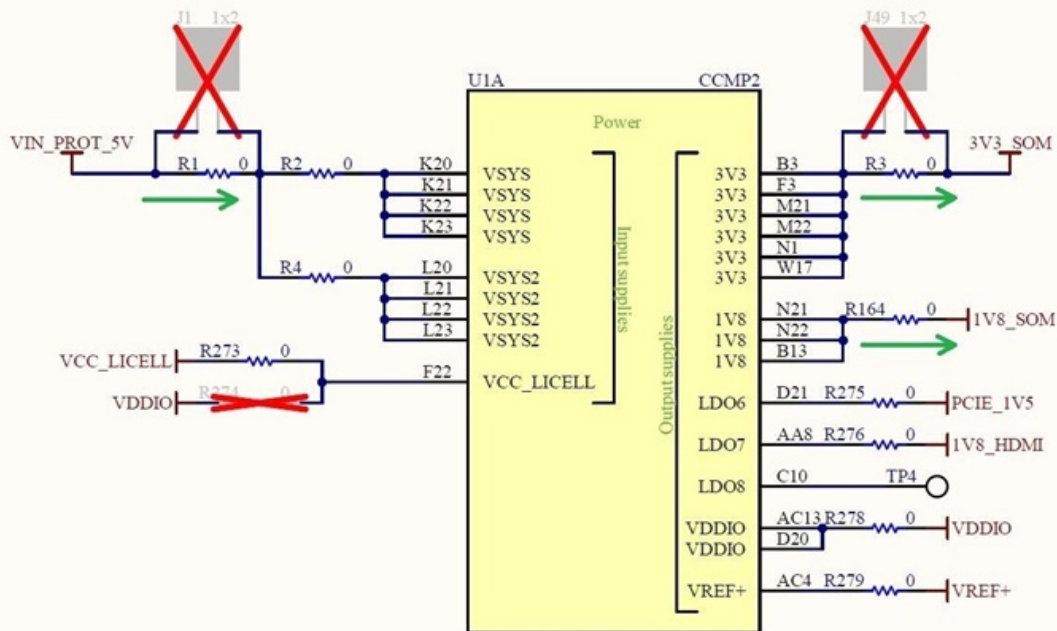 J1 1x2
J49 1x2
U1A
CCMP2
Power
VIN_PROT_5V
R1 0
R2 0
K20
K21
K22
K23
VSYS
VSYS
VSYS
VSYS
R4 0
L20
L21
L22
L23
VSYS2
VSYS2
VSYS2
VSYS2
VCC_LICELL
R273 0
VDDIO
R274 0
F22
VCC_LICELL
Input supplies
Output supplies
3V3 B3
3V3 F3
3V3 M21
3V3 M22
3V3 N1
3V3 W17
R3 0
3V3_SOM
1V8 N21
1V8 N22
1V8 B13
R164 0
1V8_SOM
LDO6 D21 R275 0 PCIE_1V5
LDO7 AA8 R276 0 1V8_HDMI
LDO8 C10 TP4
VDDIO AC13 R278 0 VDDIO
VDDIO D20
VREF+ AC4 R279 0 VREF+